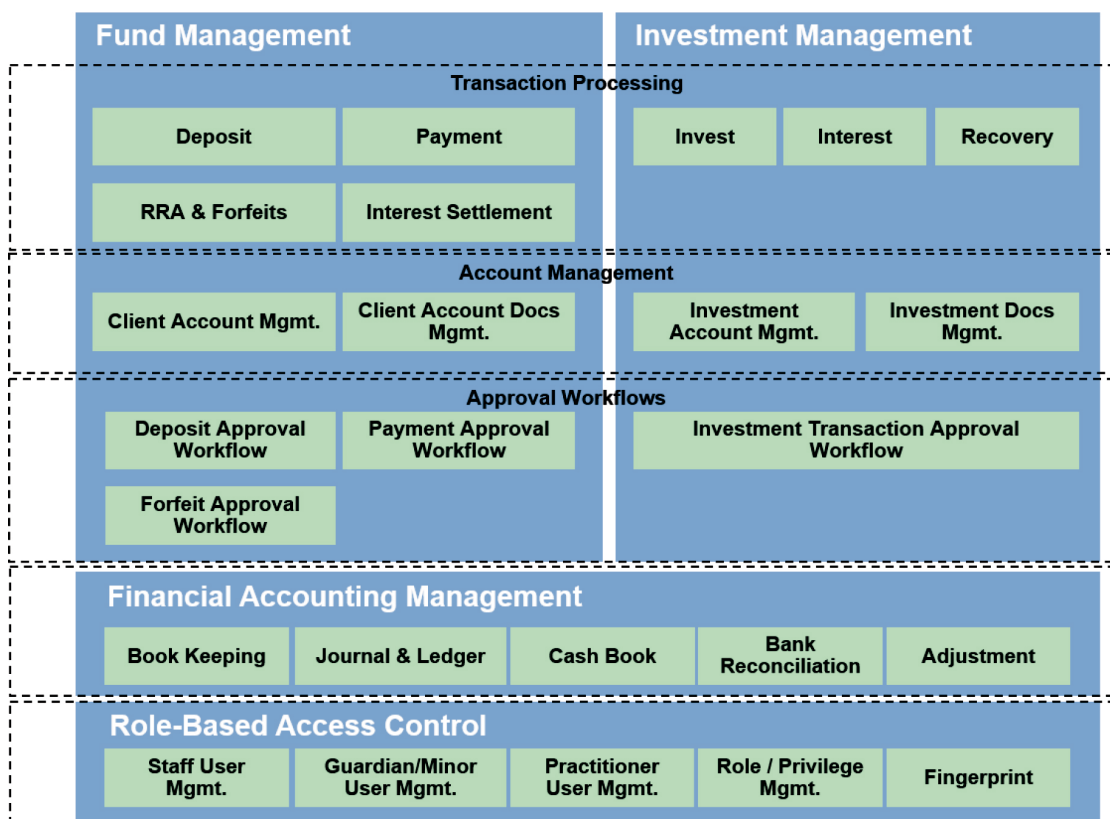 Fund Management
Investment Management
Transaction Processing
Deposit
Payment
Invest
Interest
Recovery
RRA & Forfeits
Interest Settlement
Account Management
Client Account Mgmt.
Client Account Docs
Mgmt.
Investment
Account Mgmt.
Investment Docs
Mgmt.
Approval Workflows
Deposit Approval
Workflow
Payment Approval
Workflow
Investment Transaction Approval
Workflow
Forfeit Approval
Workflow
Financial Accounting Management
Book Keeping
Journal & Ledger
Cash Book
Bank
Reconciliation
Adjustment
Role-Based Access Control
Staff User
Mgmt.
Guardian/Minor
User Mgmt.
Practitioner
User Mgmt.
Role / Privilege
Mgmt.
Fingerprint